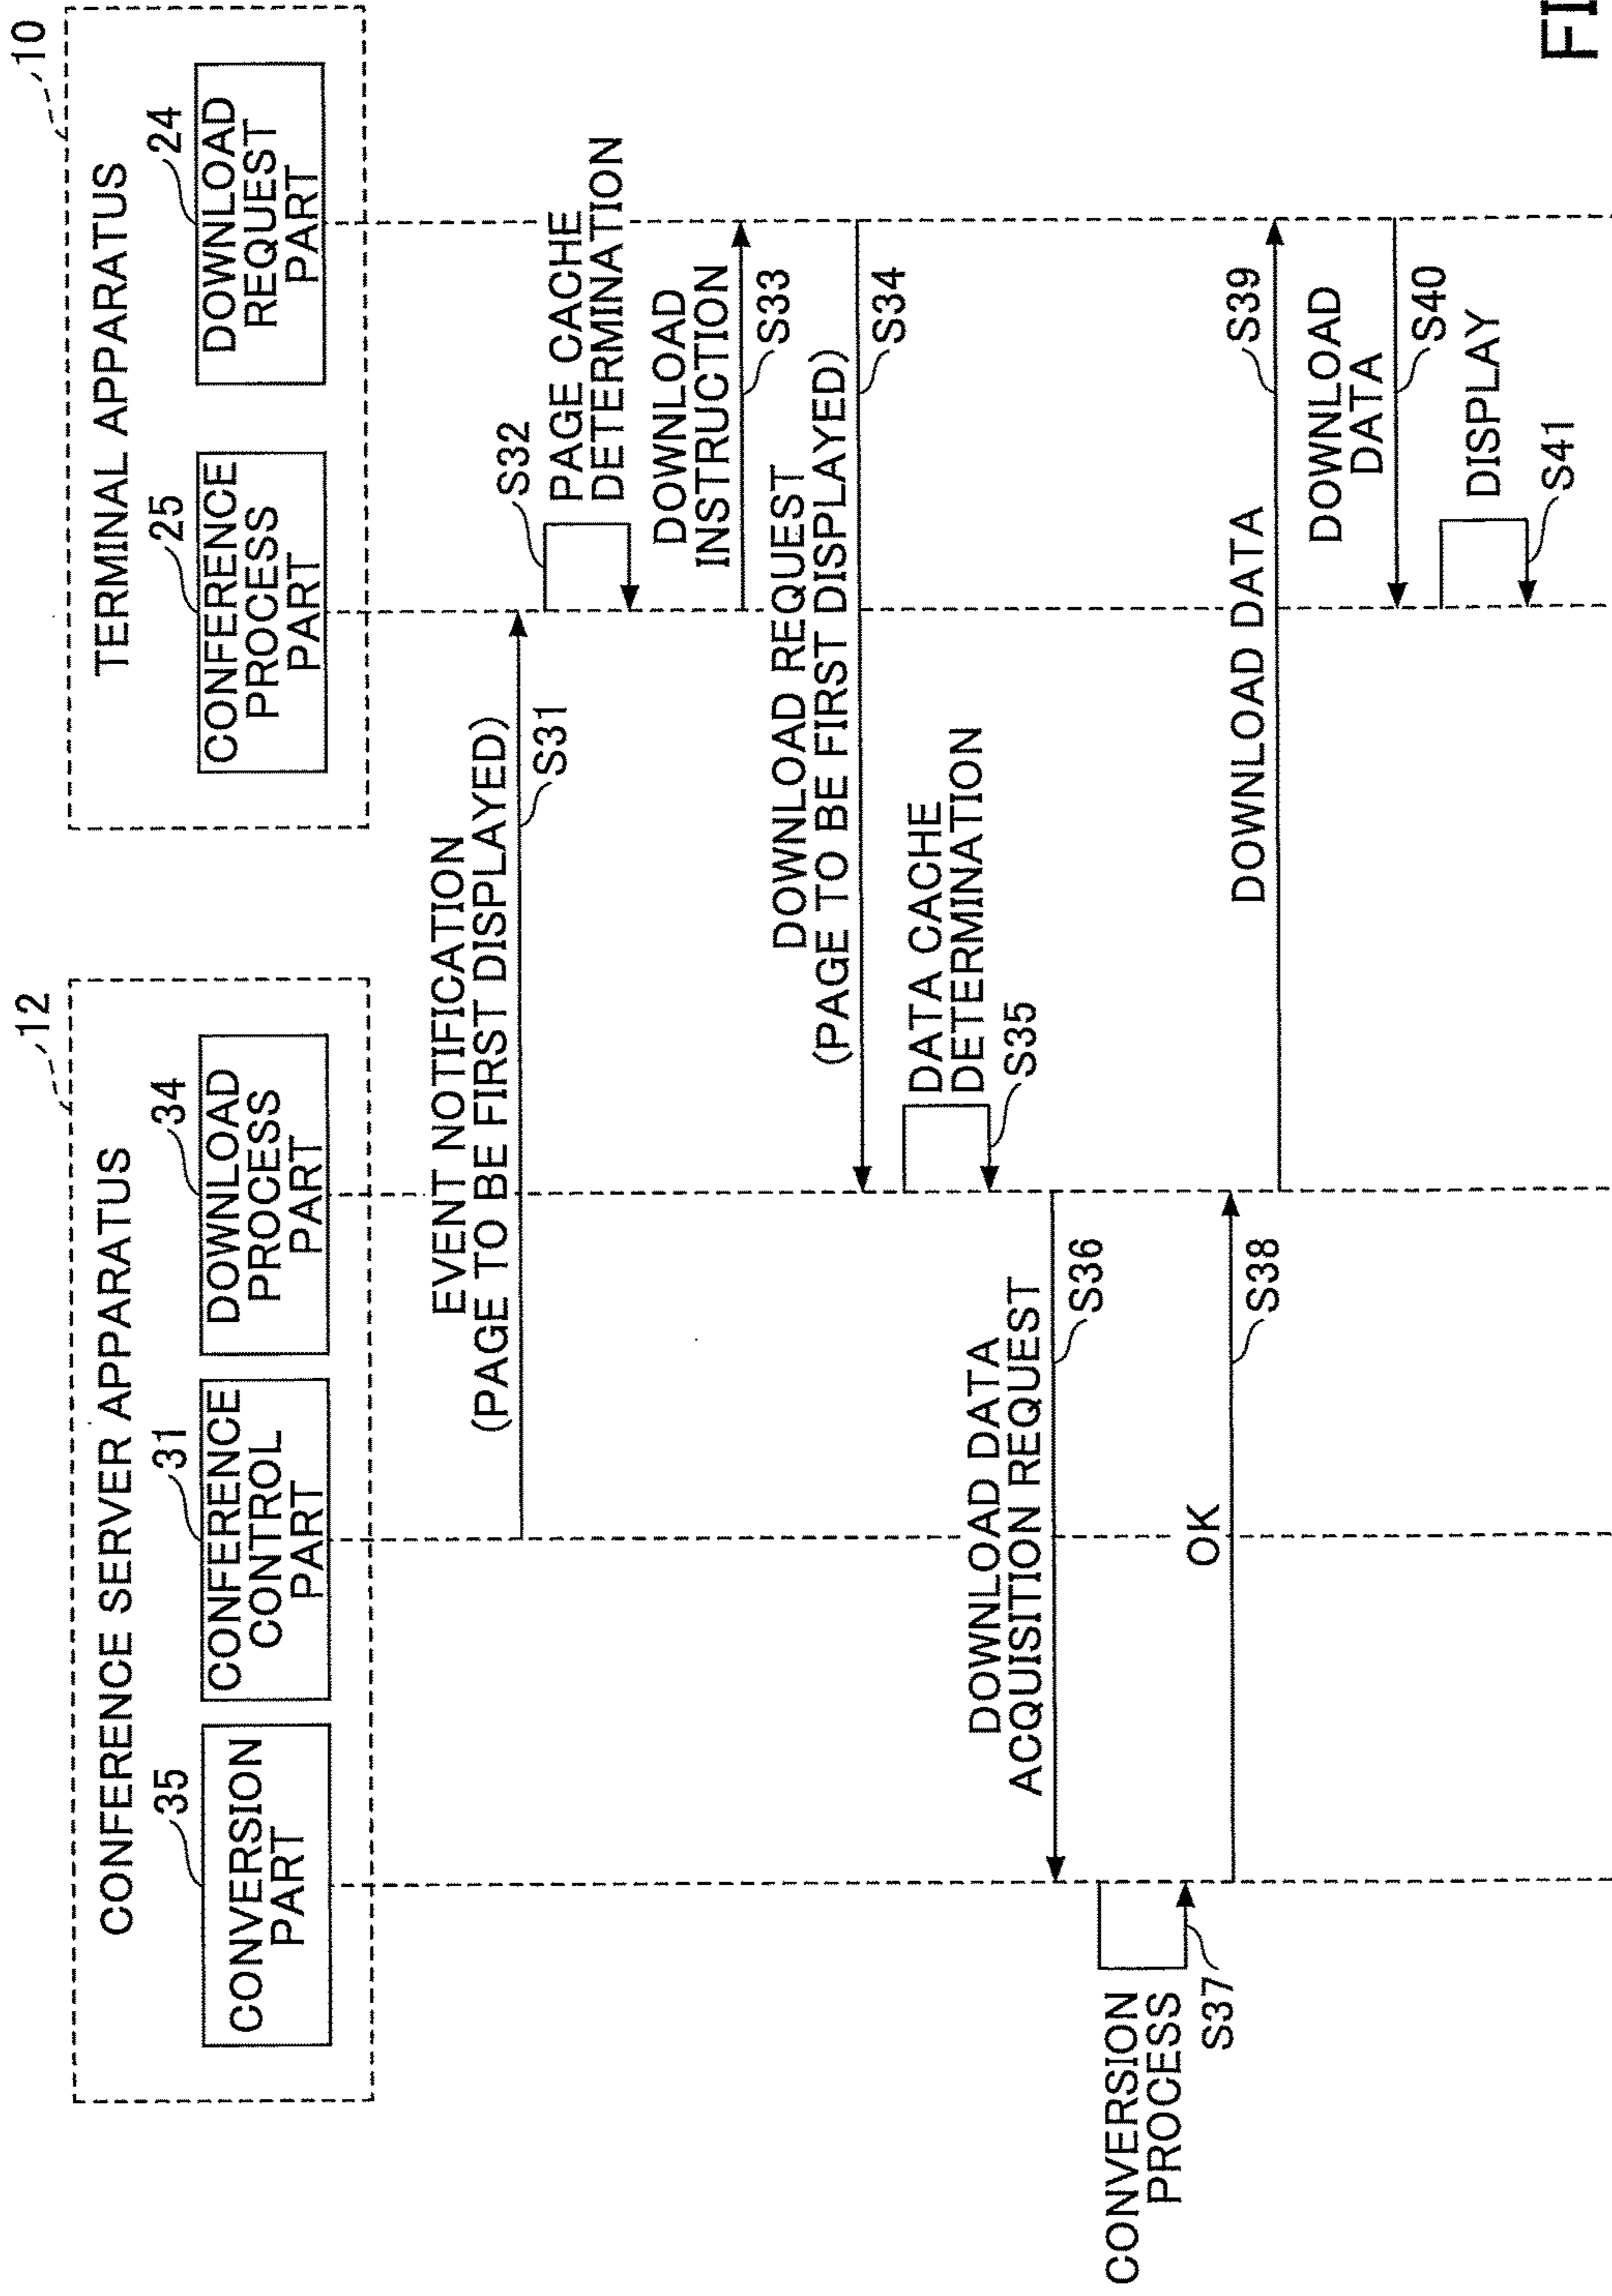 CONFERENCE SERVER APPARATUS
12
TERMINAL APPARATUS
10
35
CONVERSION
PART
31
CONFERENCE
CONTROL
PART
34
DOWNLOAD
PROCESS
PART
25
CONFERENCE
PROCESS
PART
24
DOWNLOAD
REQUEST
PART
EVENT NOTIFICATION
(PAGE TO BE FIRST DISPLAYED)
S31
S32
PAGE CACHE
DETERMINATION
DOWNLOAD
INSTRUCTION
S33
DOWNLOAD REQUEST
(PAGE TO BE FIRST DISPLAYED)
S34
DATA CACHE
DETERMINATION
S35
DOWNLOAD DATA
ACQUISITION REQUEST
S36
CONVERSION
PROCESS
S37
OK
S38
DOWNLOAD DATA
S39
DOWNLOAD
DATA
S40
DISPLAY
S41